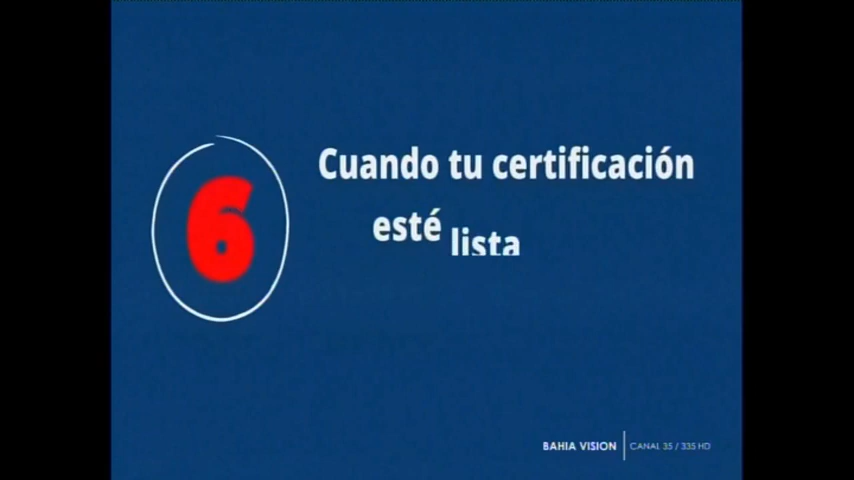 6
Cuando tu certificación
esté lista
BAHIA VISION | CANAL 35 / 335 HD